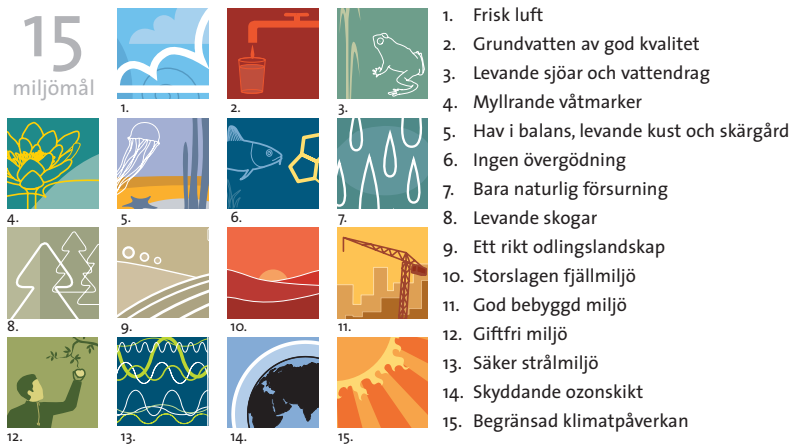 15
miljömål
1.
2.
3.
4.
5.
6.
7.
8.
9.
10.
11.
12.
13.
14.
15.
1. Frisk luft
2. Grundvatten av god kvalitet
3. Levande sjöar och vattendrag
4. Myllrande våtmarker
5. Hav i balans, levande kust och skärgård
6. Ingen övergödning
7. Bara naturlig försurning
8. Levande skogar
9. Ett rikt odlingslandskap
10. Storslagen fjällmiljö
11. God bebyggd miljö
12. Giftfri miljö
13. Säker strålmiljö
14. Skyddande ozonskikt
15. Begränsad klimatpåverkan